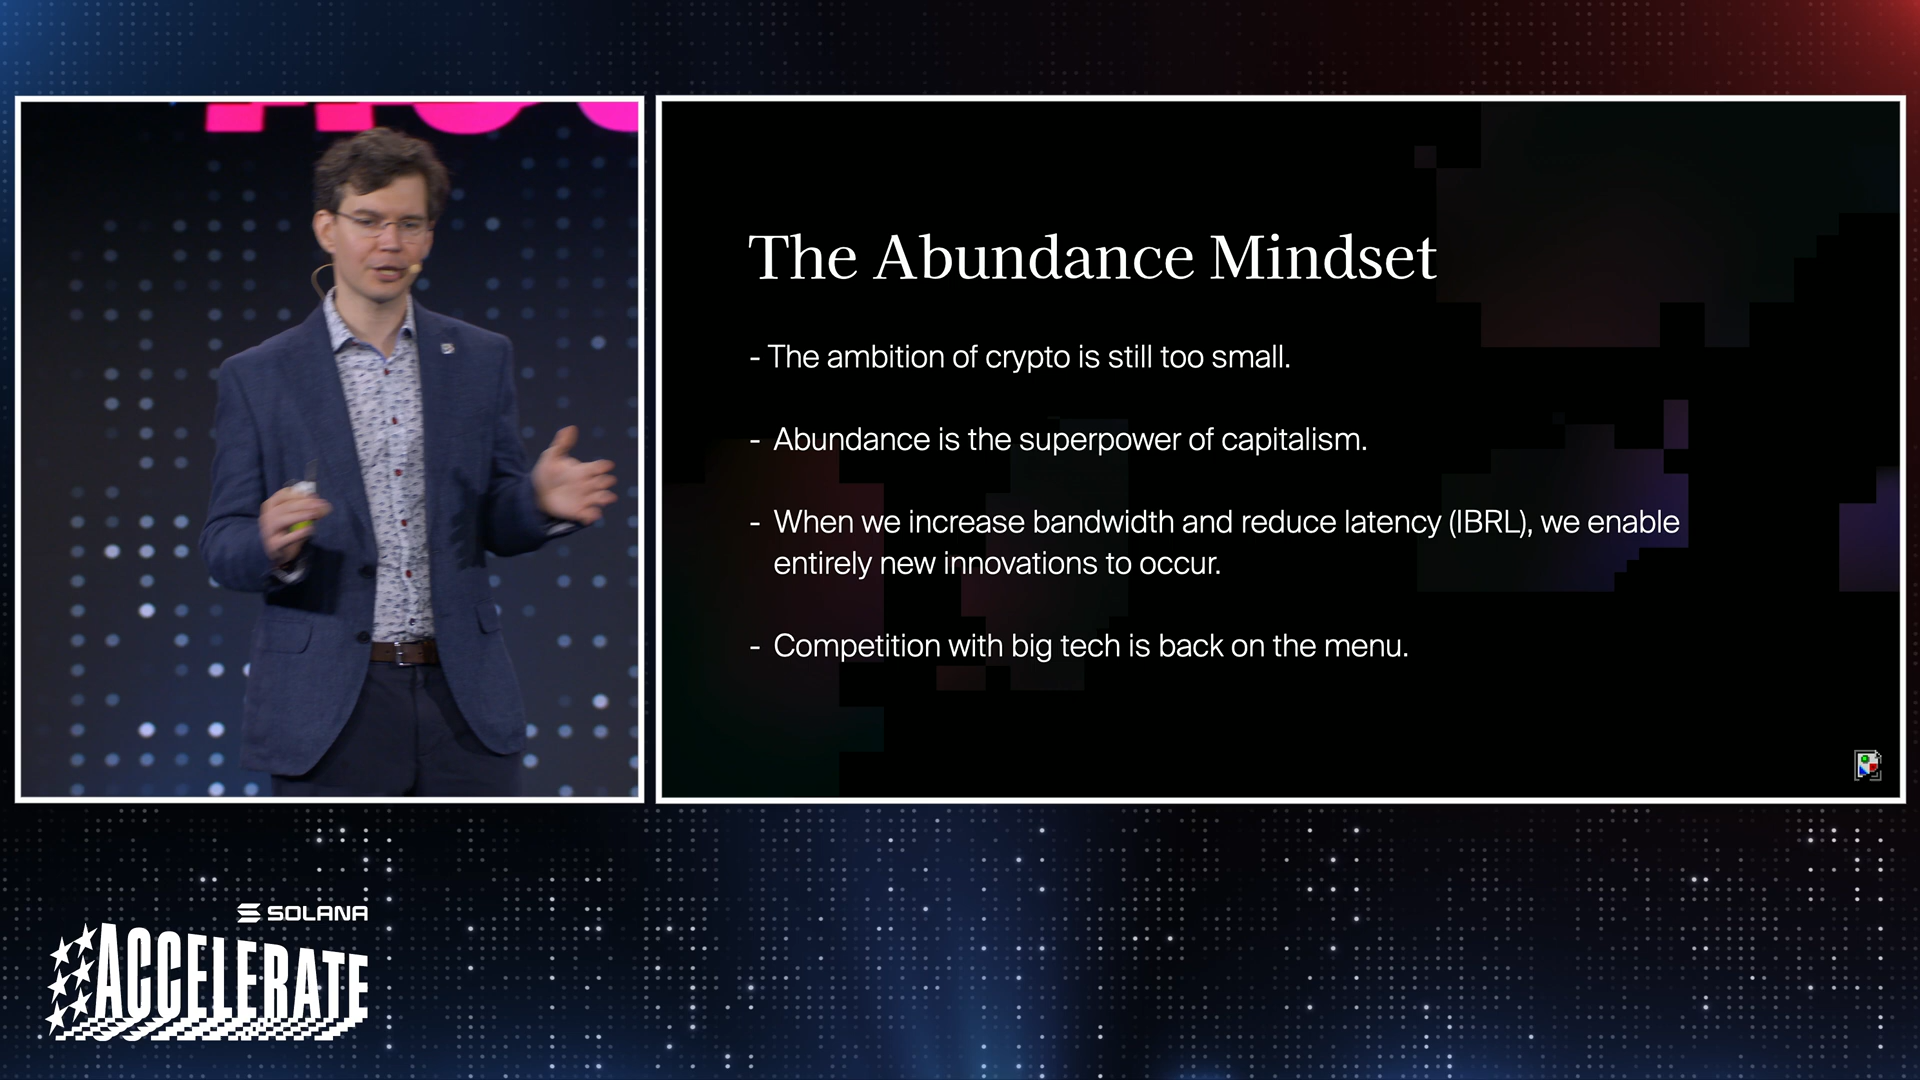 The Abundance Mindset
- The ambition of crypto is still too small.
- Abundance is the superpower of capitalism.
- When we increase bandwidth and reduce latency (IBRL), we enable
entirely new innovations to occur.
- Competition with big tech is back on the menu.
SOLANA
ACCELERATE